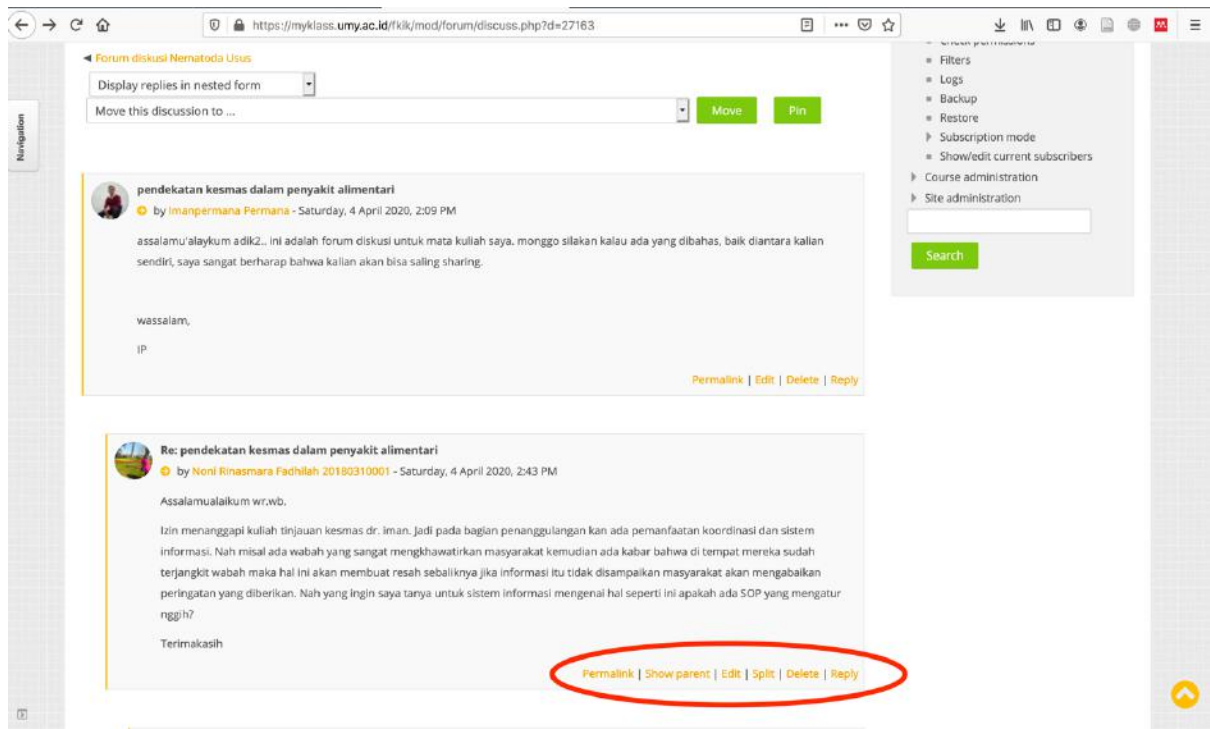 https://myklass.umy.ac.id/fkik/mod/forum/discuss.php?d=27163
Navigation
◄ Forum diskusi Nematoda Usus
Display replies in nested form
Move this discussion to ...
Move
Pin
pendekatan kesmas dalam penyakit alimentari
by Imanpermana Permana - Saturday, 4 April 2020, 2:09 PM
assalamu'alaykum adik2.. ini adalah forum diskusi untuk mata kuliah saya. monggo silakan kalau ada yang dibahas, baik diantara kalian
sendiri, saya sangat berharap bahwa kalian akan bisa saling sharing.
wassalam,
IP
Permalink | Edit | Delete | Reply
Re: pendekatan kesmas dalam penyakit alimentari
by Noni Rinasmara Fadhilah 20180310001 - Saturday, 4 April 2020, 2:43 PM
Assalamualaikum wr.wb.
Izin menanggapi kuliah tinjauan kesmas dr. iman. Jadi pada bagian penanggulangan kan ada pemanfaatan koordinasi dan sistem
informasi. Nah misal ada wabah yang sangat mengkhawatirkan masyarakat kemudian ada kabar bahwa di tempat mereka sudah
terjangkit wabah maka hal ini akan membuat resah sebaliknya jika informasi itu tidak disampaikan masyarakat akan mengabaikan
peringatan yang diberikan. Nah yang ingin saya tanya untuk sistem informasi mengenai hal seperti ini apakah ada SOP yang mengatur
nggih?
Terimakasih
Permalink | Show parent | Edit | Split | Delete | Reply
Check permissions
Filters
Logs
Backup
Restore
Subscription mode
Show/edit current subscribers
Course administration
Site administration
Search